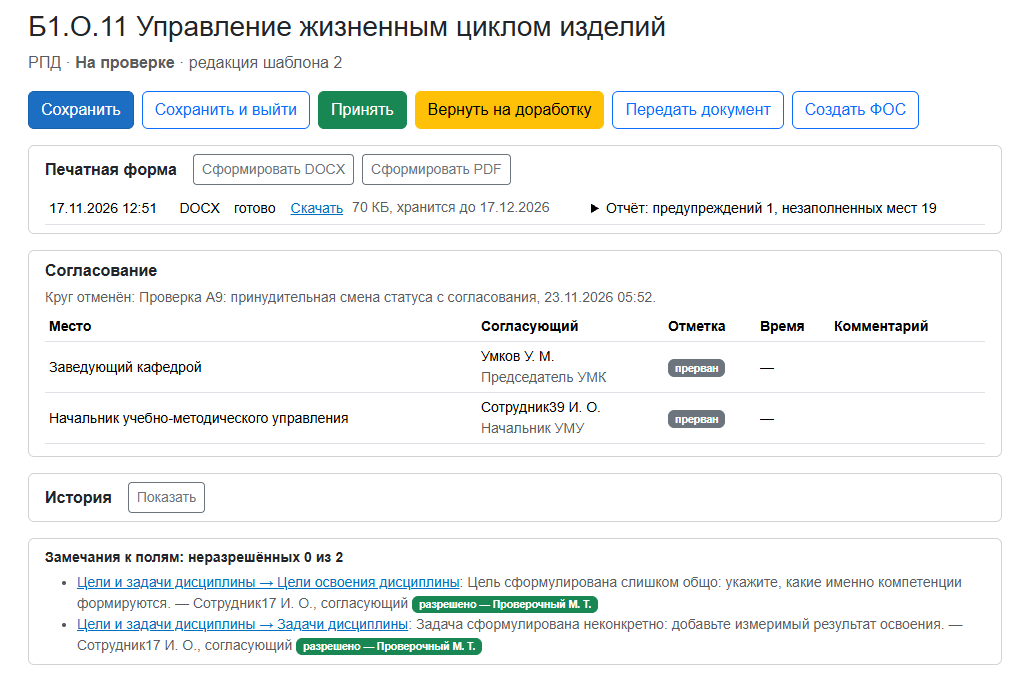 Б1.О.11 Управление жизненным циклом изделий
РПД · На проверке · редакция шаблона 2
Сохранить Сохранить и выйти Принять Вернуть на доработку Передать документ Создать ФОС
Печатная форма Сформировать DOCX Сформировать PDF
17.11.2026 12:51 DOCX готово Скачать 70 КБ, хранится до 17.12.2026 ▶ Отчёт: предупреждений 1, незаполненных мест 19
Согласование
Круг отменён: Проверка А9: принудительная смена статуса с согласования, 23.11.2026 05:52.
Место Согласующий Отметка Время Комментарий
Заведующий кафедрой Умков У. М. прерван —
Председатель УМК
Начальник учебно-методического управления Сотрудник39 И. О. прерван —
Начальник УМУ
История Показать
Замечания к полям: неразрешённых 0 из 2
• Цели и задачи дисциплины → Цели освоения дисциплины: Цель сформулирована слишком общо: укажите, какие именно компетенции
формируются. — Сотрудник17 И. О., согласующий разрешено — Проверочный М. Т.
• Цели и задачи дисциплины → Задачи дисциплины: Задача сформулирована неконкретно: добавьте измеримый результат освоения. —
Сотрудник17 И. О., согласующий разрешено — Проверочный М. Т.